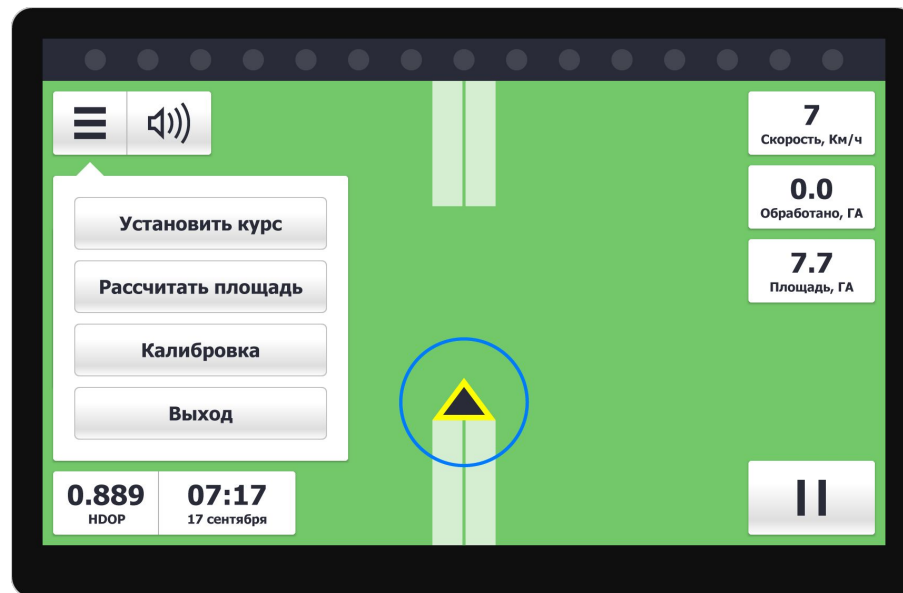 7
Скорость, Км/ч
0.0
Обработано, ГА
7.7
Площадь, ГА
Установить курс
Рассчитать площадь
Калибровка
Выход
0.889
HDOP
07:17
17 сентября